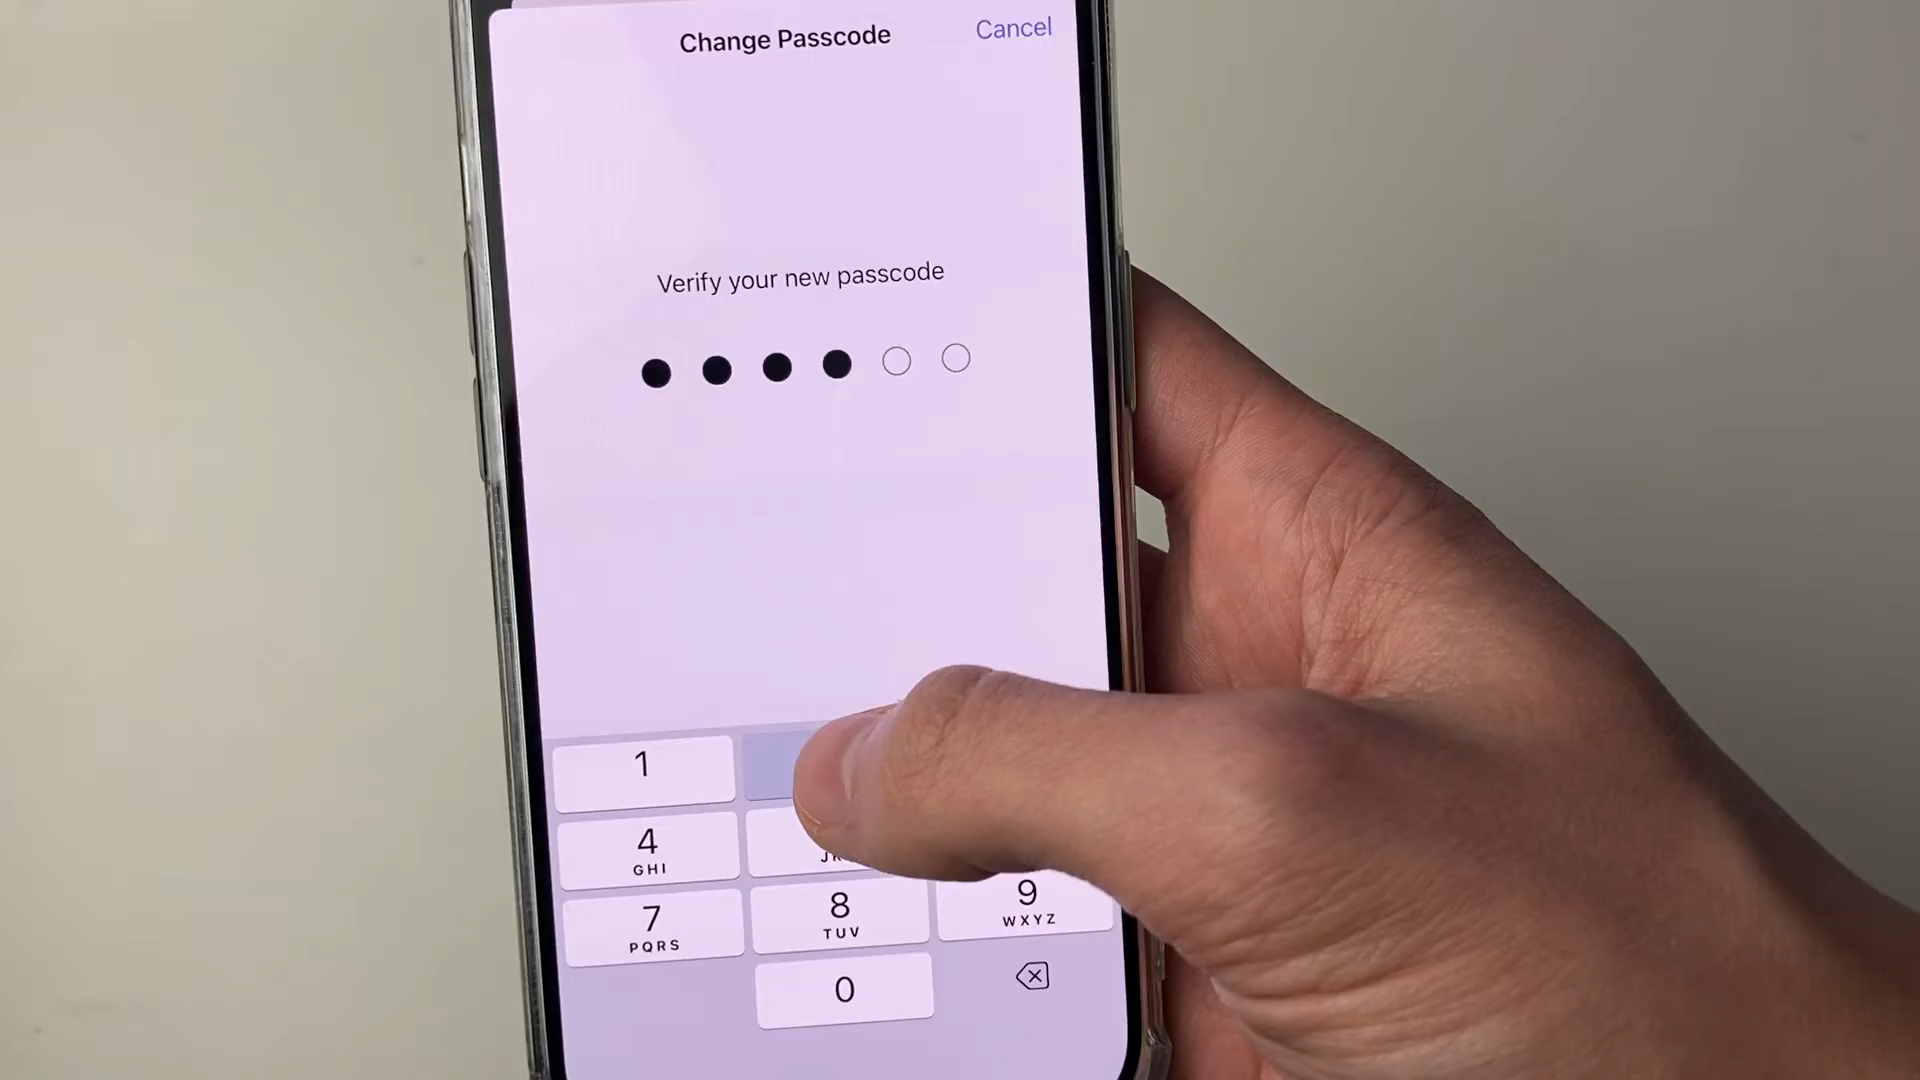 Change Passcode
Cancel
Verify your new passcode
1
4
GHI
7
PQRS
8
TUV
9
WXYZ
0